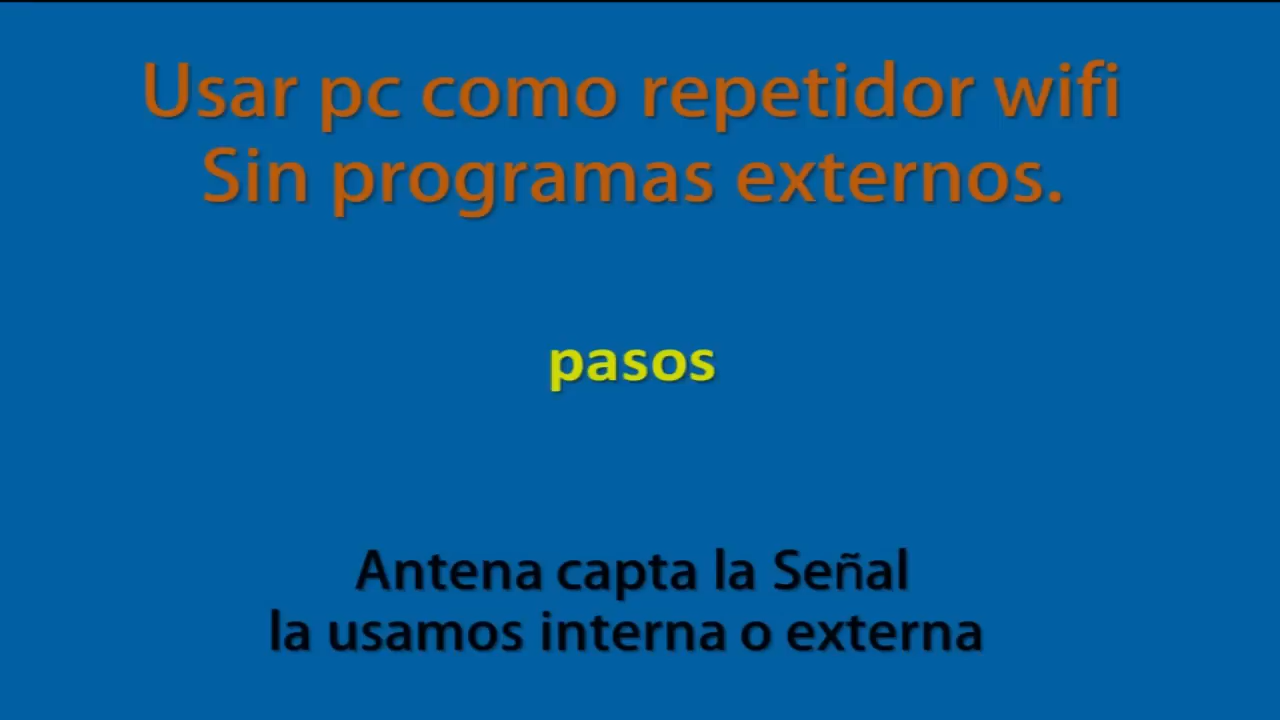 Usar pc como repetidor wifi
Sin programas externos.
pasos
Antena capta la Señal
la usamos interna o externa